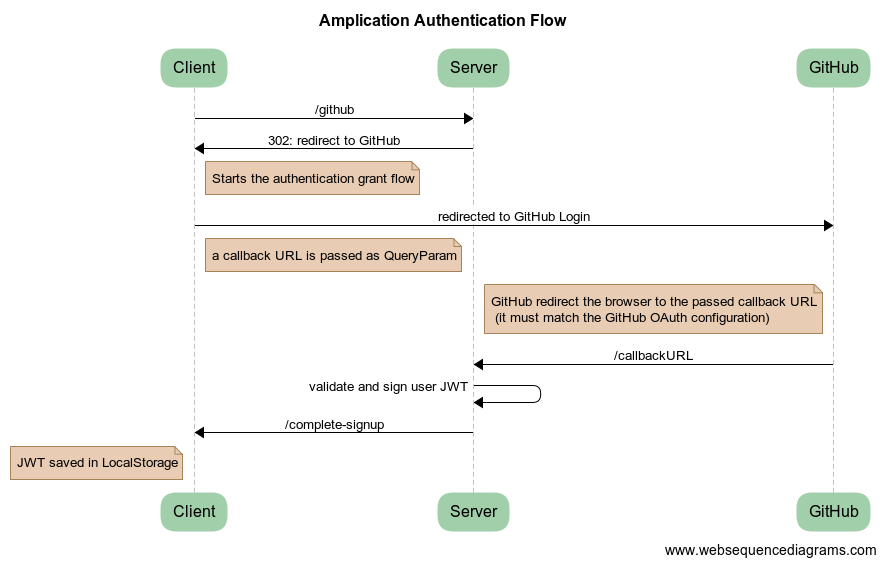 Amplication Authentication Flow
Client
Server
GitHub
/github
302: redirect to GitHub
Starts the authentication grant flow
redirected to GitHub Login
a callback URL is passed as QueryParam
GitHub redirect the browser to the passed callback URL
(it must match the GitHub OAuth configuration)
/callbackURL
validate and sign user JWT
/complete-signup
JWT saved in LocalStorage
Client
Server
GitHub
www.websequencediagrams.com